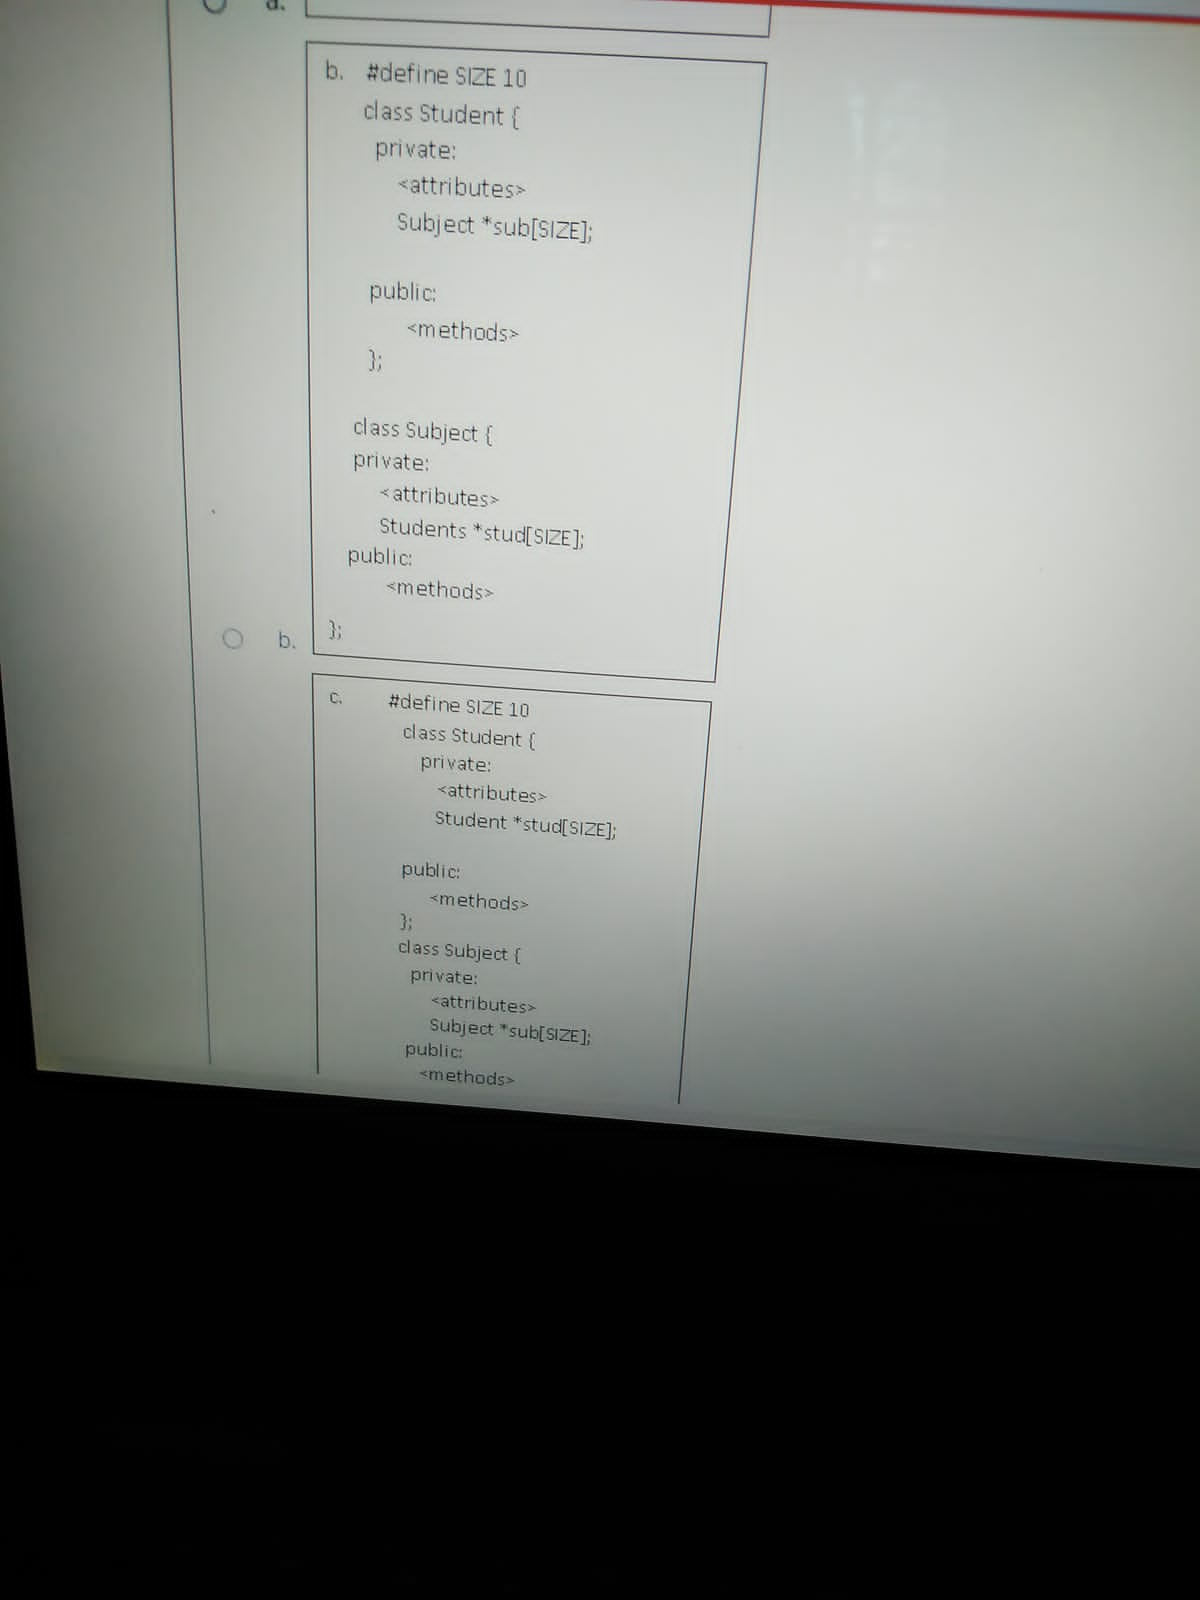 a.
b. #define SIZE 10
class Student {
private:
<attributes>
Subject *sub[SIZE];
public:
<methods>
};
class Subject {
private:
<attributes>
Students *stud[SIZE];
public:
<methods>
};
b.
c. #define SIZE 10
class Student {
private:
<attributes>
Student *stud[SIZE];
public:
<methods>
};
class Subject {
private:
<attributes>
Subject *sub[SIZE];
public:
<methods>